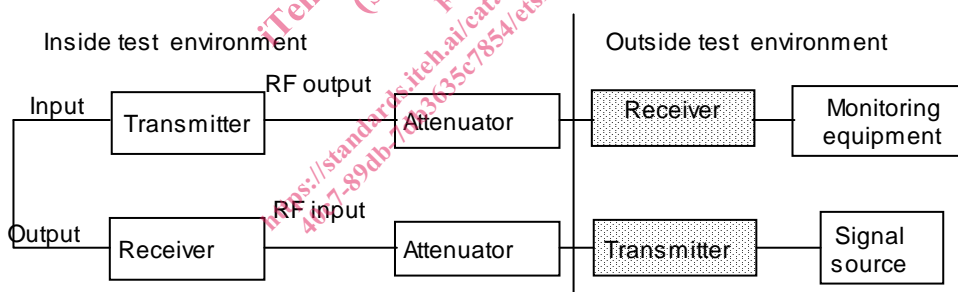 Inside test environment
Outside test environment
Input
Transmitter
RF output
Attenuator
Receiver
Monitoring
equipment
Output
Receiver
RF input
Attenuator
Transmitter
Signal
source